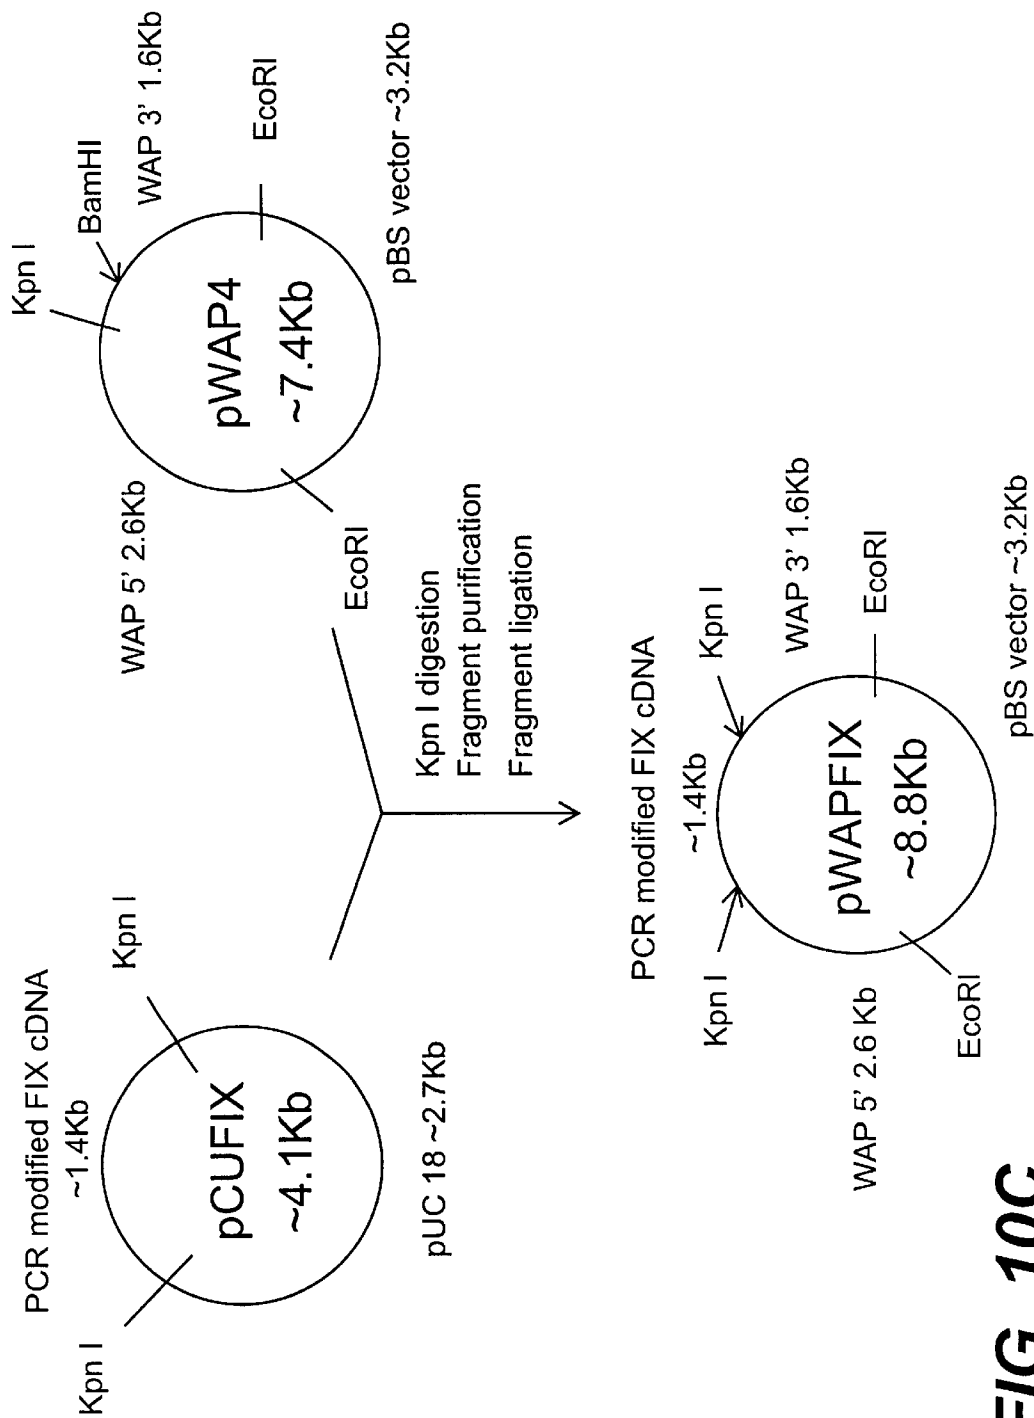 PCR modified FIX cDNA
~1.4Kb
Kpn I
Kpn I
pCUFIX
~4.1Kb
pUC 18 ~2.7Kb
Kpn I
BamHI
WAP 5' 2.6Kb
WAP 3' 1.6Kb
pWAP4
~7.4Kb
EcoRI
EcoRI
pBS vector ~3.2Kb
Kpn I digestion
Fragment purification
Fragment ligation
PCR modified FIX cDNA
~1.4Kb
Kpn I
Kpn I
WAP 5' 2.6 Kb
WAP 3' 1.6Kb
pWAPFIX
~8.8Kb
EcoRI
EcoRI
pBS vector ~3.2Kb
FIG. 10C